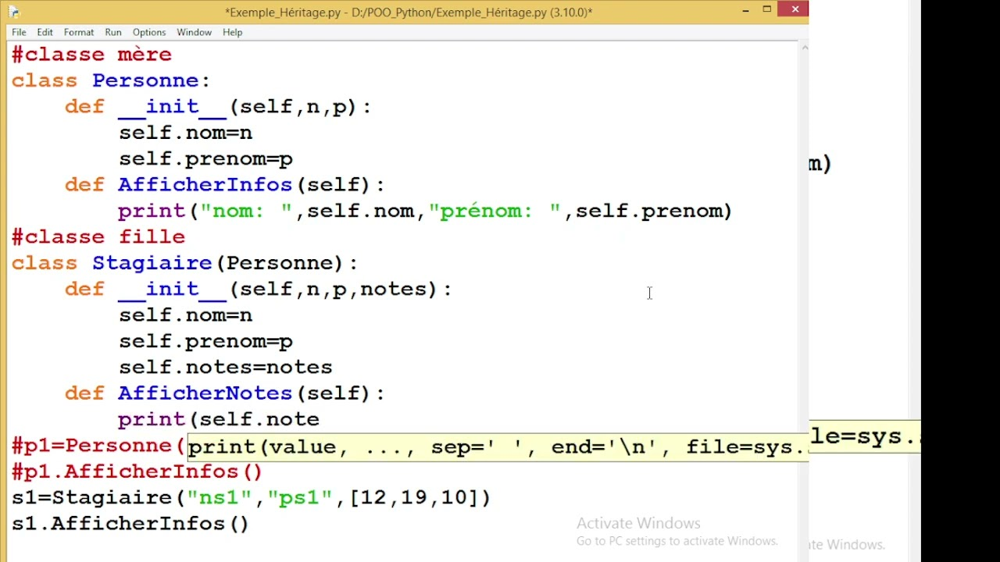 *Exemple_Héritage.py - D:/POO_Python/Exemple_Héritage.py (3.10.0)*
File Edit Format Run Options Window Help
#classe mère
class Personne:
    def __init__(self,n,p):
        self.nom=n
        self.prenom=p
    def AfficherInfos(self):
        print("nom: ",self.nom,"prénom: ",self.prenom)
#classe fille
class Stagiaire(Personne):
    def __init__(self,n,p,notes):
        self.nom=n
        self.prenom=p
        self.notes=notes
    def AfficherNotes(self):
        print(self.note
#p1=Personne(
print(value, ..., sep=' ', end='\n', file=sys.
#p1.AfficherInfos()
s1=Stagiaire("ns1","ps1",[12,19,10])
s1.AfficherInfos()
Activate Windows
Go to PC settings to activate Windows.
m)
le=sys.
te Windows.